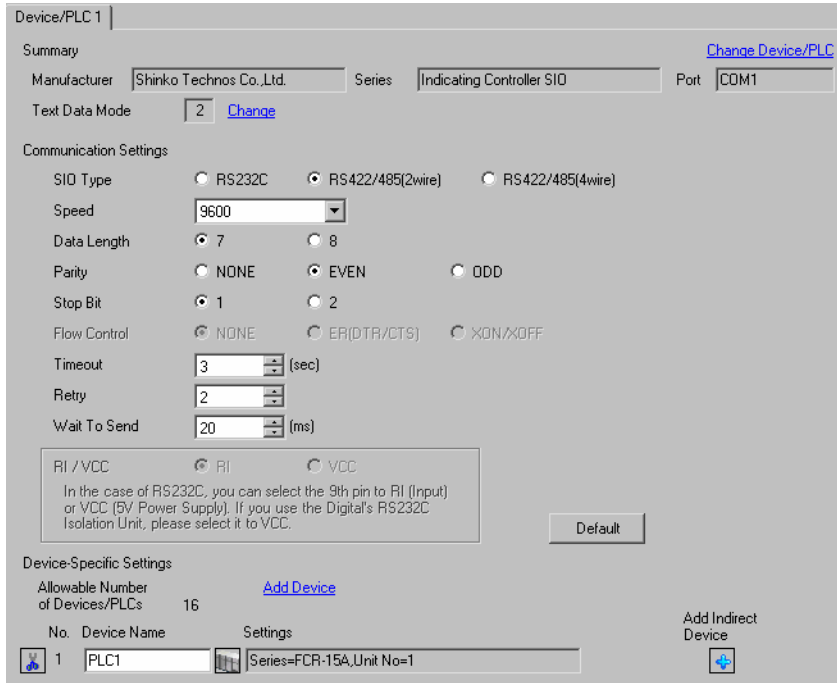 Device/PLC 1
Summary Change Device/PLC
Manufacturer Shinko Technos Co.,Ltd. Series Indicating Controller SIO Port COM1
Text Data Mode 2 Change
Communication Settings
SIO Type RS232C RS422/485(2wire) RS422/485(4wire)
Speed 9600
Data Length 7 8
Parity NONE EVEN ODD
Stop Bit 1 2
Flow Control NONE ER(DTR/CTS) XON/XOFF
Timeout 3 (sec)
Retry 2
Wait To Send 20 (ms)
RI / VCC RI VCC
In the case of RS232C, you can select the 9th pin to RI (Input)
or VCC (5V Power Supply). If you use the Digital's RS232C
Isolation Unit, please select it to VCC.
Default
Device-Specific Settings
Allowable Number Add Device
of Devices/PLCs 16
Add Indirect
Device
No. Device Name Settings
1 PLC1 Series=FCR-15A,Unit No=1